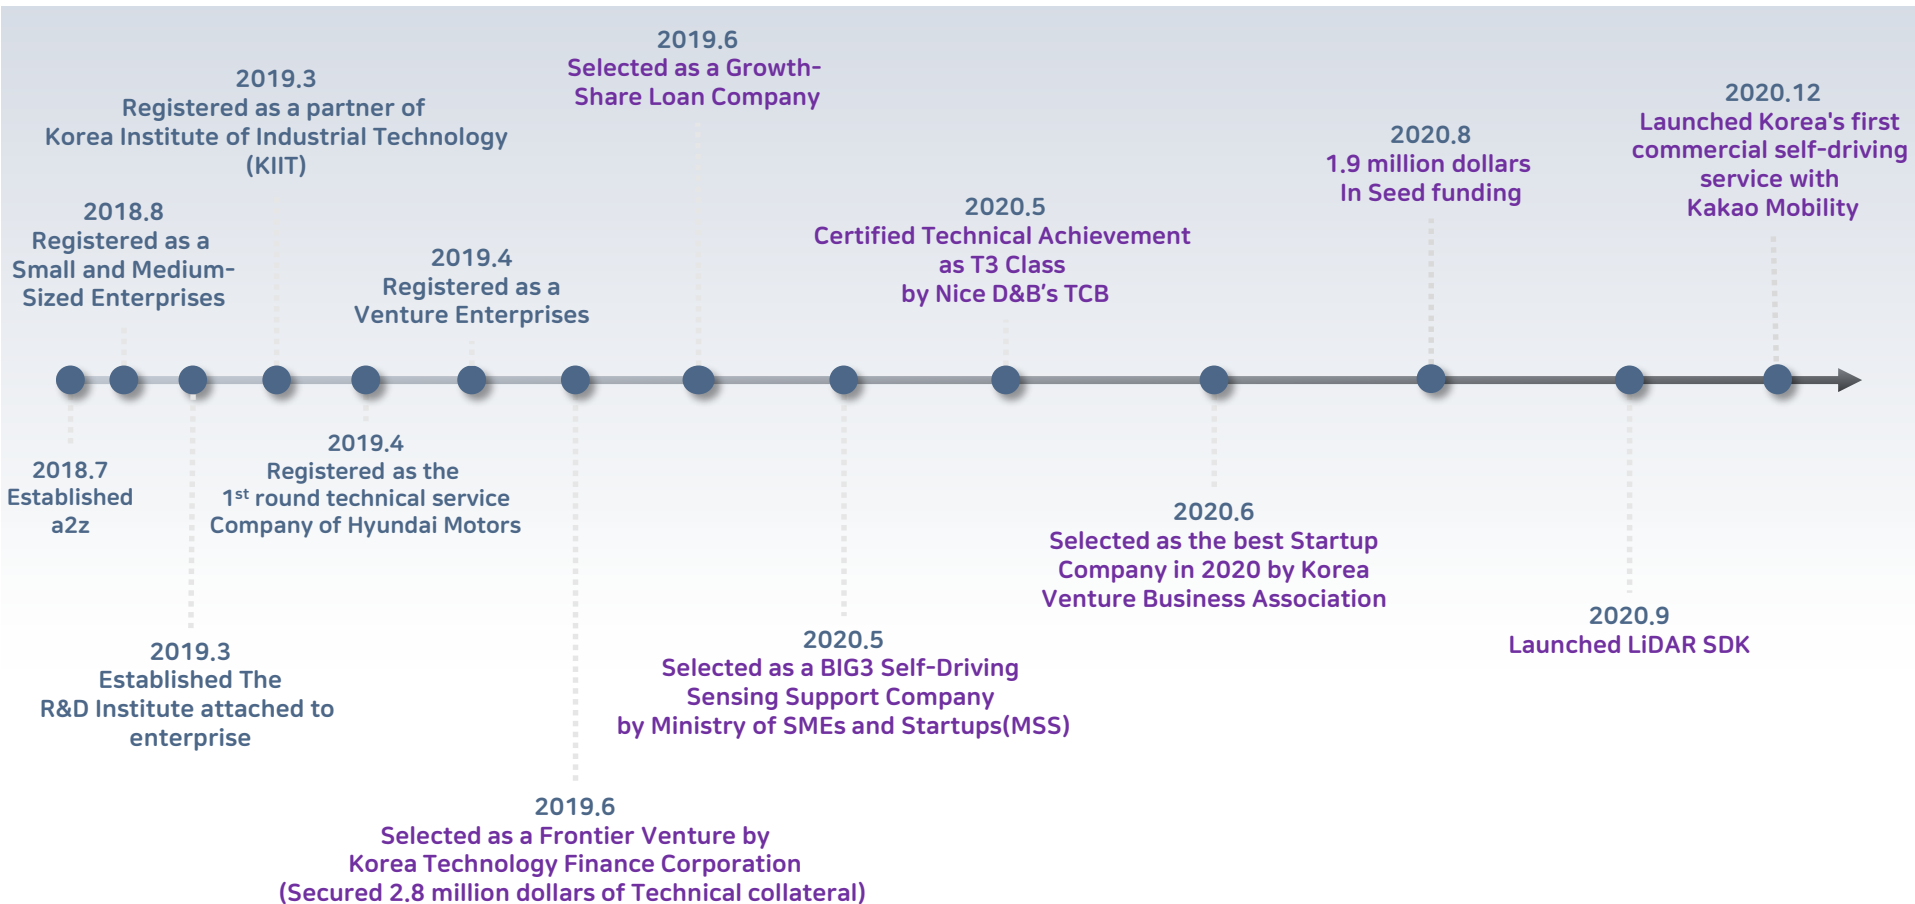 2018.7
Established
a2z
2018.8
Registered as a
Small and Medium-
Sized Enterprises
2019.3
Established The
R&D Institute attached to
enterprise
2019.3
Registered as a partner of
Korea Institute of Industrial Technology
(KIIT)
2019.4
Registered as the
1st round technical service
Company of Hyundai Motors
2019.4
Registered as a
Venture Enterprises
2019.6
Selected as a Frontier Venture by
Korea Technology Finance Corporation
(Secured 2.8 million dollars of Technical collateral)
2019.6
Selected as a Growth-
Share Loan Company
2020.5
Selected as a BIG3 Self-Driving
Sensing Support Company
by Ministry of SMEs and Startups(MSS)
2020.5
Certified Technical Achievement
as T3 Class
by Nice D&B’s TCB
2020.6
Selected as the best Startup
Company in 2020 by Korea
Venture Business Association
2020.8
1.9 million dollars
In Seed funding
2020.9
Launched LiDAR SDK
2020.12
Launched Korea's first
commercial self-driving
service with
Kakao Mobility